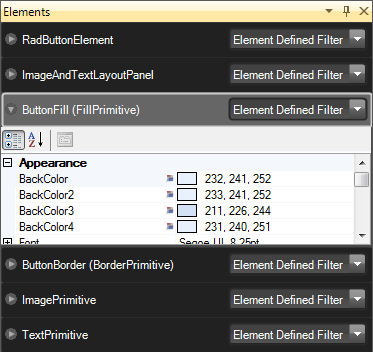 Elements
RadButtonElement Element Defined Filter
ImageAndTextLayoutPanel Element Defined Filter
ButtonFill (FillPrimitive) Element Defined Filter
Appearance
BackColor 232, 241, 252
BackColor2 233, 241, 252
BackColor3 211, 226, 244
BackColor4 231, 240, 251
Font Segoe UI, 8.25pt
ButtonBorder (BorderPrimitive) Element Defined Filter
ImagePrimitive Element Defined Filter
TextPrimitive Element Defined Filter